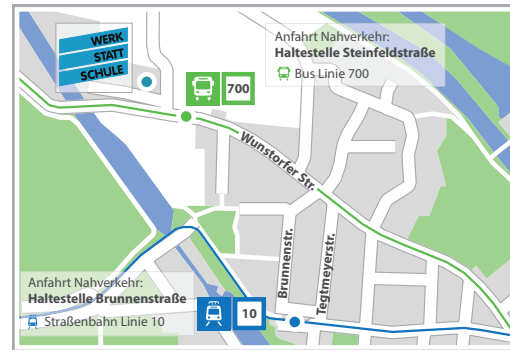 WERK
STATT
SCHULE
Anfahrt Nahverkehr:
Haltestelle Steinfeldstraße
Bus Linie 700
700
Wunstorfer Str.
Brunnenstr.
Tegtmeyerstr.
Anfahrt Nahverkehr:
Haltestelle Brunnenstraße
Straßenbahn Linie 10
10